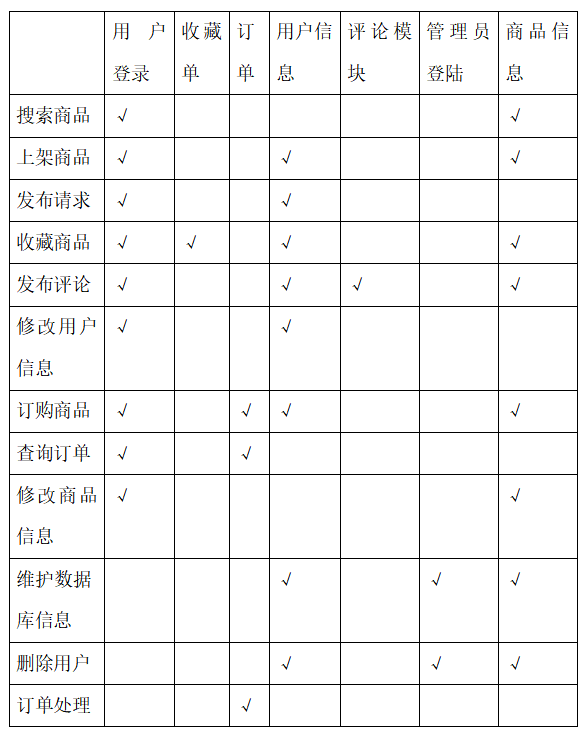 用户登录 收藏单 订单 用户信息 评论模块 管理员登陆 商品信息
搜索商品 √ √
上架商品 √ √ √
发布请求 √ √
收藏商品 √ √ √ √
发布评论 √ √ √ √
修改用户信息 √ √
订购商品 √ √ √ √
查询订单 √ √
修改商品信息 √ √
维护数据库信息 √ √ √
删除用户 √ √ √
订单处理 √